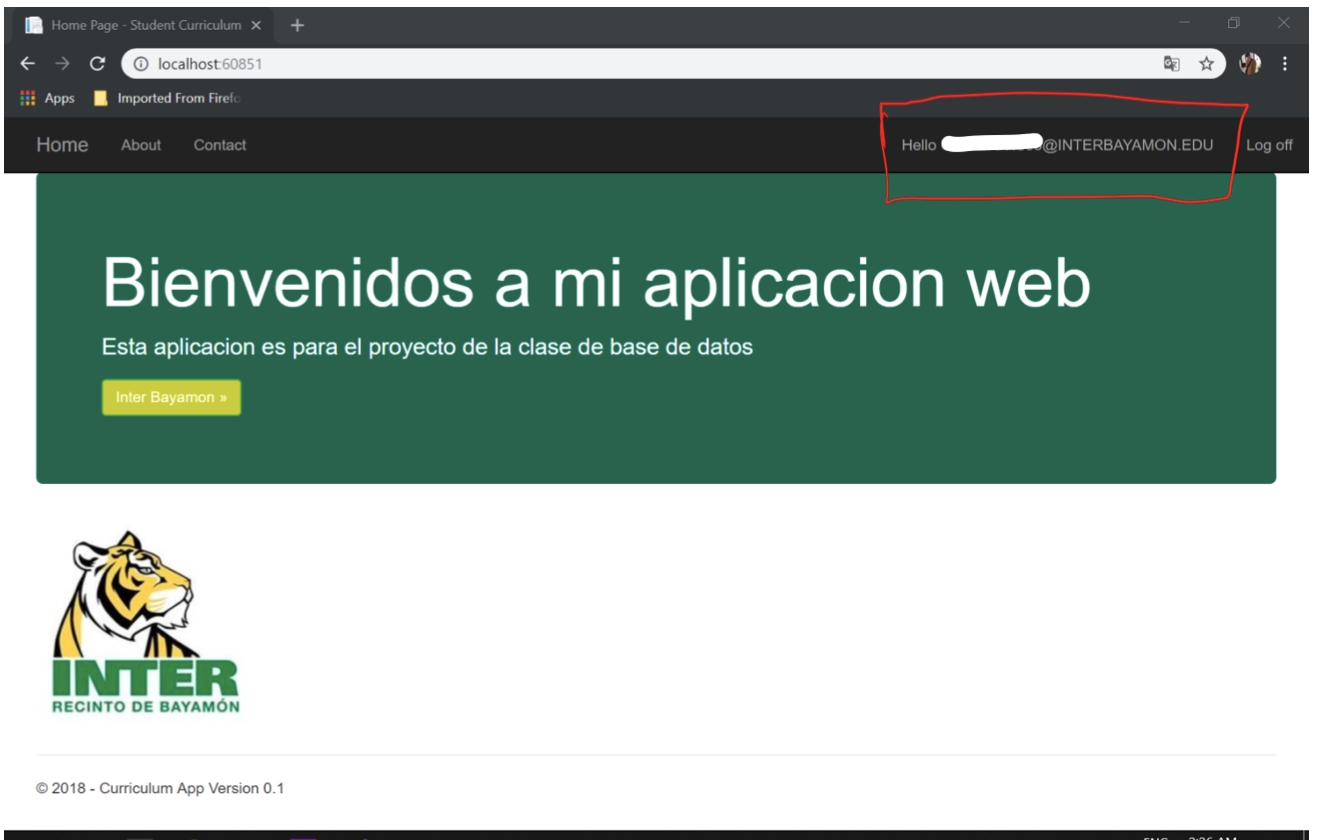 Home Page - Student Curriculum
localhost:60851
Apps Imported From Firefo
Home About Contact Hello @INTERBAYAMON.EDU Log off
Bienvenidos a mi aplicacion web
Esta aplicacion es para el proyecto de la clase de base de datos
Inter Bayamon »
INTER
RECINTO DE BAYAMÓN
© 2018 - Curriculum App Version 0.1